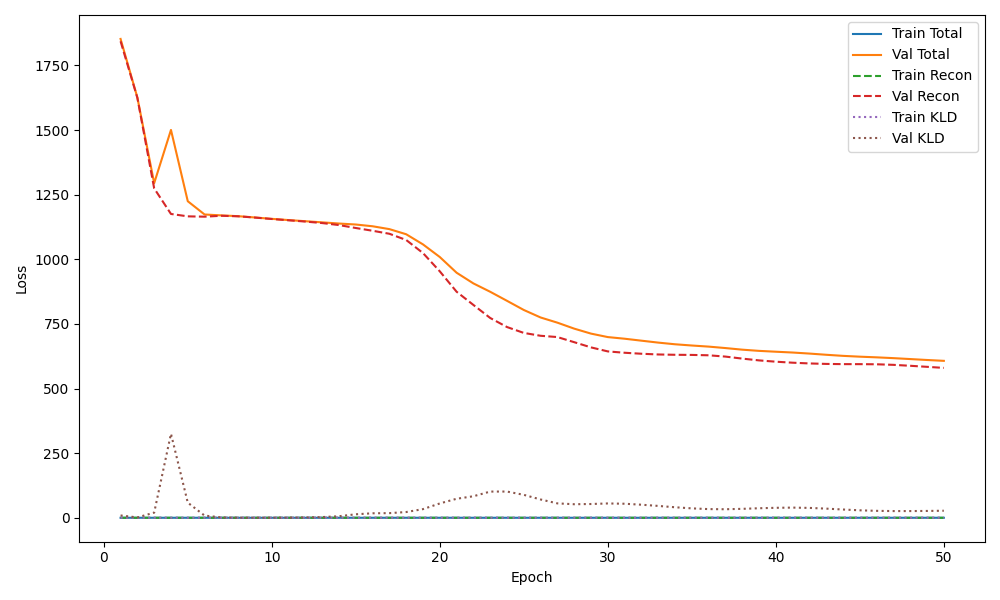 Train Total
Val Total
Train Recon
Val Recon
Train KLD
Val KLD
1750
1500
1250
1000
750
500
250
0
Loss
0 10 20 30 40 50
Epoch